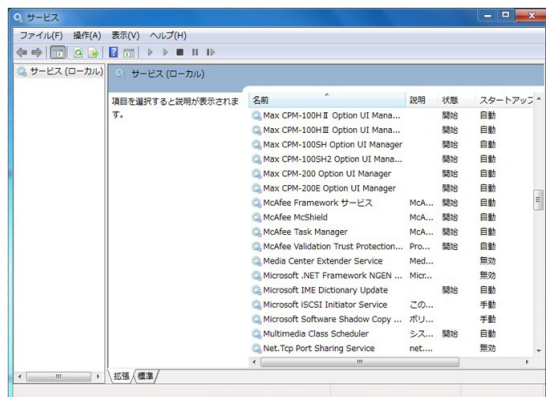 サービス
ファイル(F) 操作(A) 表示(V) ヘルプ(H)
サービス (ローカル)
サービス (ローカル)
項目を選択すると説明が表示されま
す。
名前 説明 状態 スタートアップ
Max CPM-100HⅡ Option UI Mana... 開始 自動
Max CPM-100HⅢ Option UI Mana... 開始 自動
Max CPM-100SH Option UI Manager 開始 自動
Max CPM-100SH2 Option UI Mana... 開始 自動
Max CPM-200 Option UI Manager 開始 自動
Max CPM-200E Option UI Manager 開始 自動
McAfee Framework サービス McA... 開始 自動
McAfee McShield McA... 開始 自動
McAfee Task Manager McA... 開始 自動
McAfee Validation Trust Protection... Pro... 開始 自動
Media Center Extender Service Med... 無効
Microsoft .NET Framework NGEN ... Micr... 無効
Microsoft IME Dictionary Update 開始 自動
Microsoft iSCSI Initiator Service この... 手動
Microsoft Software Shadow Copy ... ボリ... 手動
Multimedia Class Scheduler シス... 開始 自動
Net.Tcp Port Sharing Service net.... 無効
拡張 標準